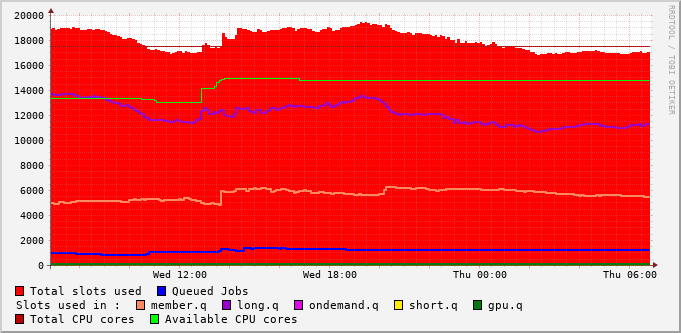 20000
18000
16000
14000
12000
10000
8000
6000
4000
2000
0
Wed 12:00 Wed 18:00 Thu 00:00 Thu 06:00
Total slots used Queued Jobs
Slots used in : member.q long.q ondemand.q short.q gpu.q
Total CPU cores Available CPU cores
RRDTOOL / TOBI OETIKER